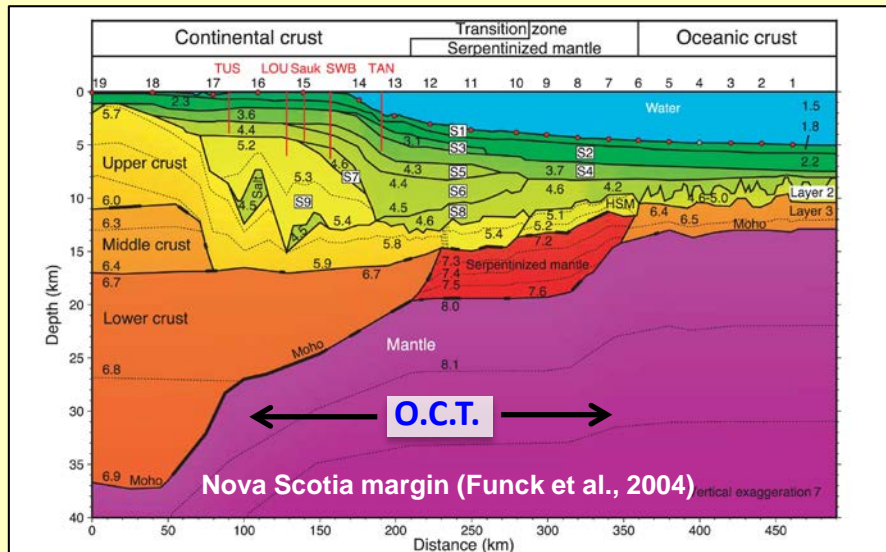 Continental crust
Transition zone
Serpentinized mantle
Oceanic crust
TUS LOU Sauk SWB TAN
19 18 17 16 15 14 13 12 11 10 9 8 7 6 5 4 3 2 1
Depth (km)
0
5
10
15
20
25
30
35
40
2.3
3.6
4.4
5.2
5.7
Water
1.5
1.8
2.2
S1
3.1
S3
S2
S4
3.7
Upper crust
4.6
S7
4.3
S5
4.4
S6
4.6
4.2
5.3
S9
Salt
4.5
4.5
4.5
4.6
S8
5.4
5.1
5.2
HSM
4.6-5.0
Layer 2
6.0
6.3
5.8
5.4
7.2
6.4
6.5
Layer 3
Moho
Middle crust
5.9
6.4
6.7
6.7
7.3
7.4
7.5
Serpentinized mantle
7.6
8.0
Lower crust
Moho
Mantle
8.1
6.8
O.C.T.
6.9
Moho
Nova Scotia margin (Funck et al., 2004)
Vertical exaggeration 7
0 50 100 150 200 250 300 350 400 450
Distance (km)